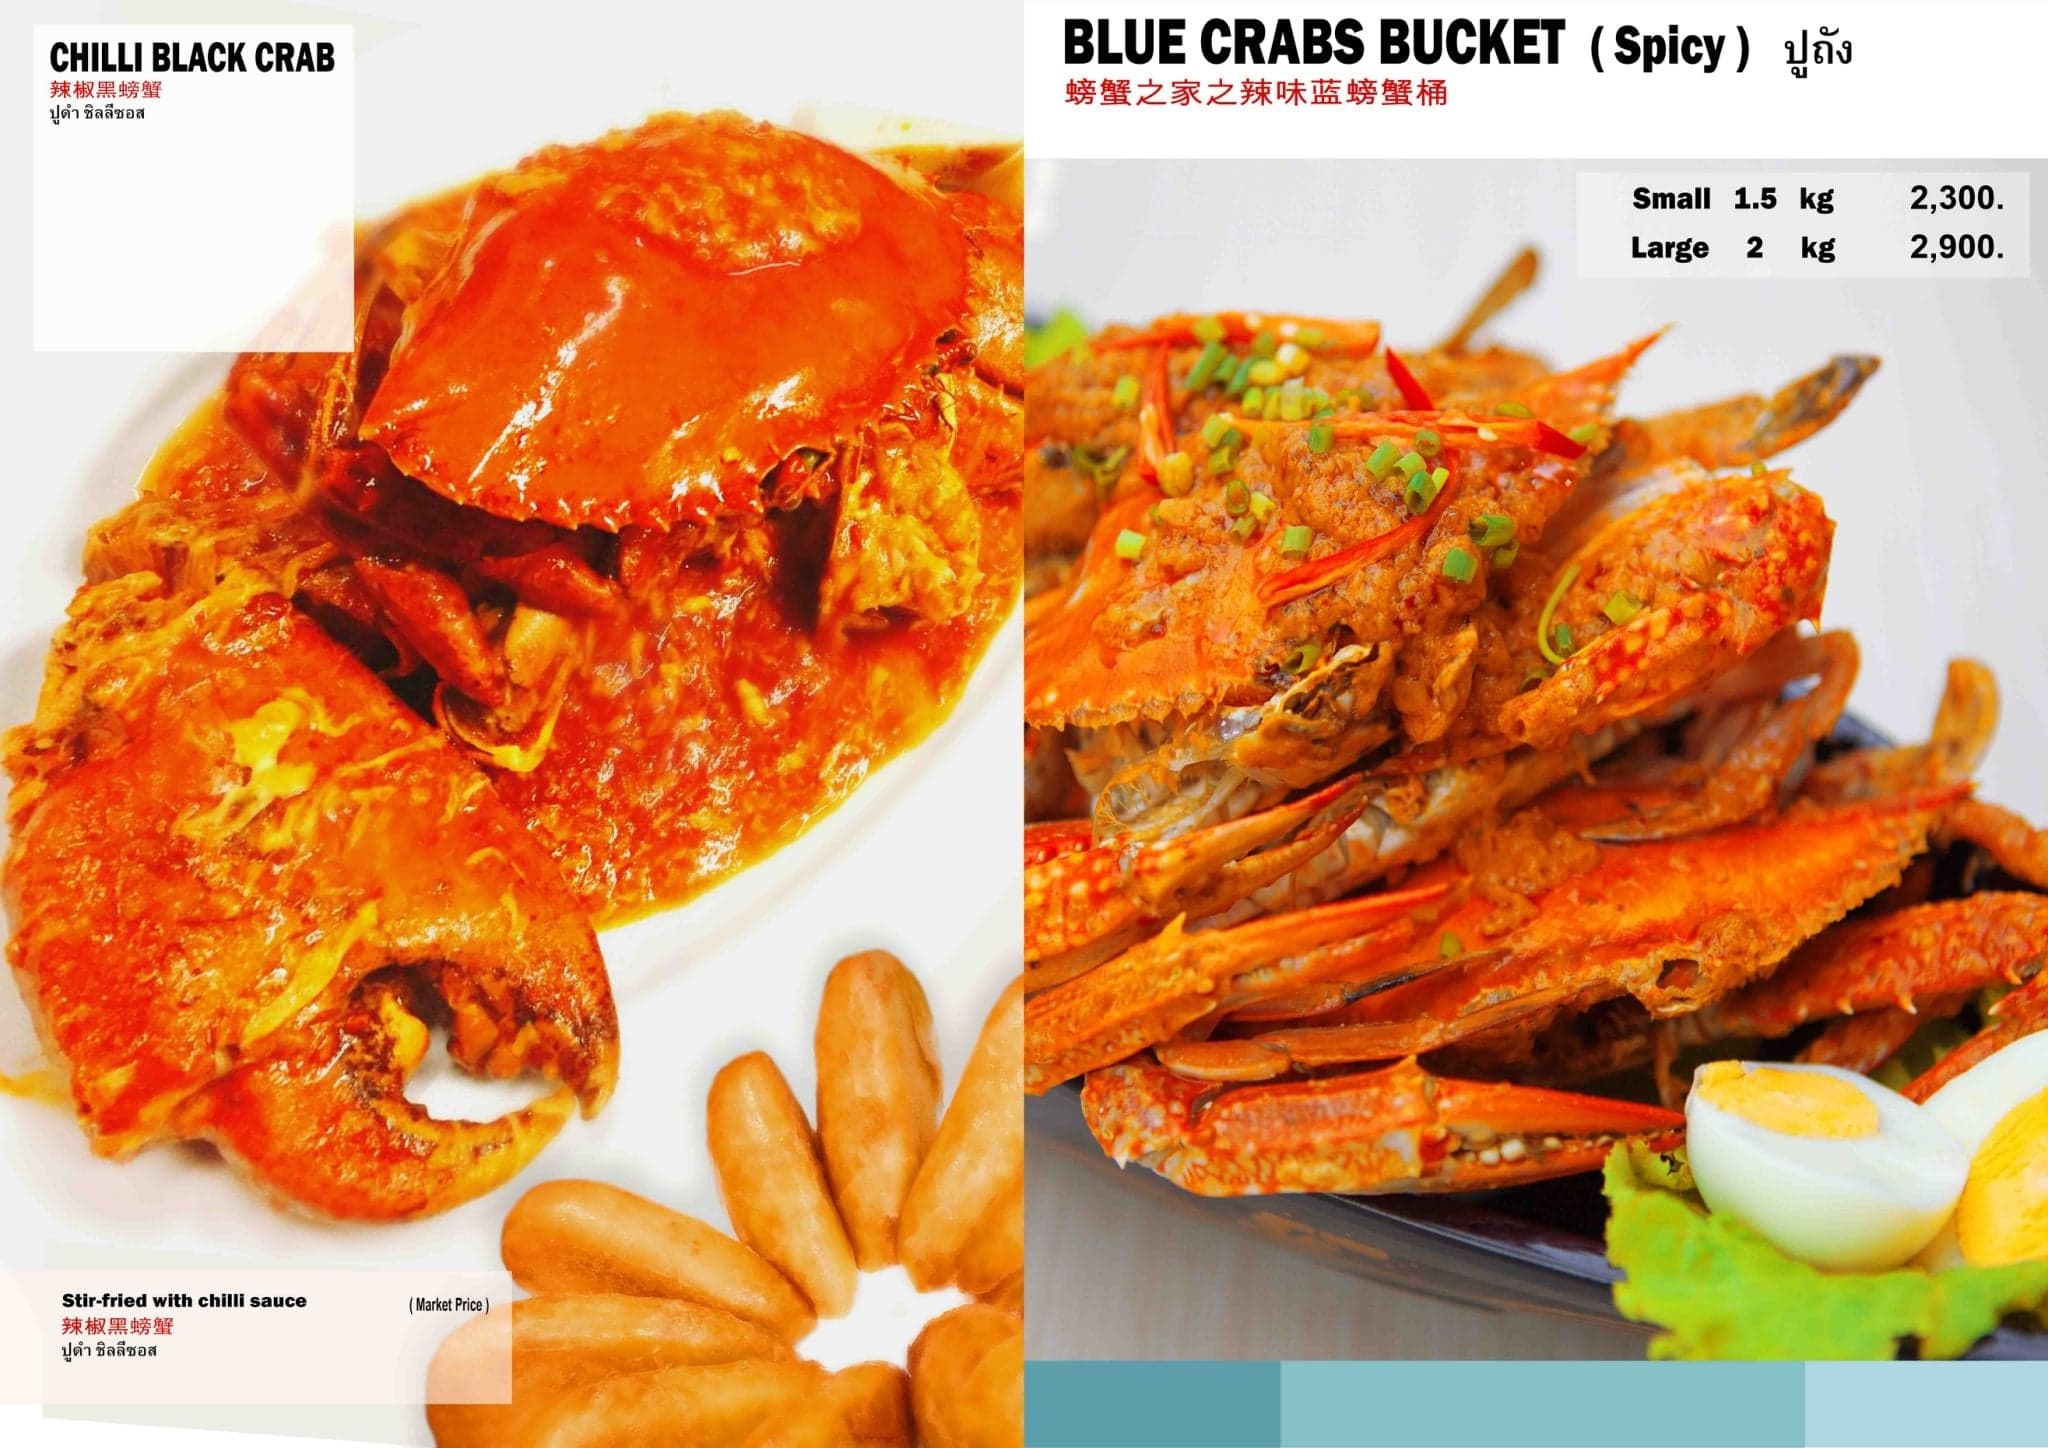 CHILLI BLACK CRAB
辣椒黑螃蟹
ปูดำ ชิลลีซอส
Stir-fried with chilli sauce ( Market Price )
辣椒黑螃蟹
ปูดำ ชิลลีซอส
BLUE CRABS BUCKET ( Spicy ) ปูถัง
螃蟹之家之辣味蓝螃蟹桶
Small 1.5 kg 2,300.
Large 2 kg 2,900.